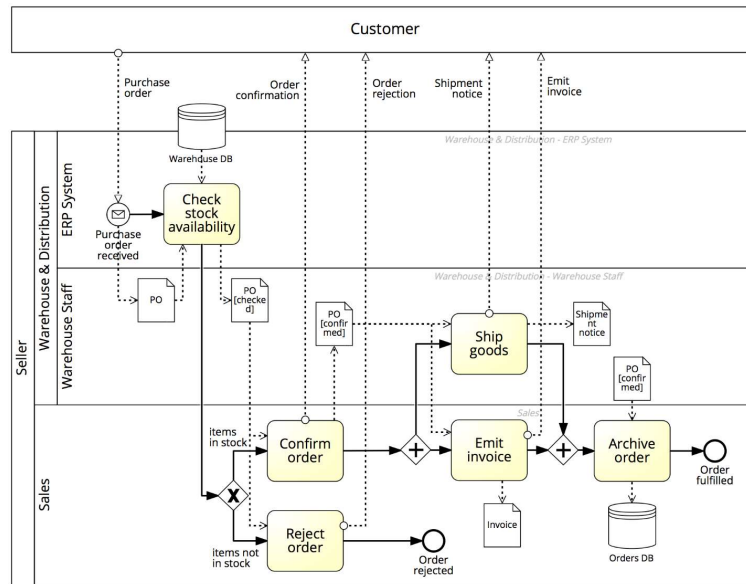 Customer
Purchase
order
Order
confirmation
Order
rejection
Shipment
notice
Emit
invoice
Seller
Warehouse & Distribution
ERP System
Warehouse & Distribution - ERP System
Warehouse DB
Check
stock
availability
Purchase
order
received
PO
PO
[checke
d]
Warehouse Staff
Warehouse & Distribution - Warehouse Staff
PO
[confir
med]
Ship
goods
Shipme
nt
notice
PO
[confir
med]
Sales
Sales
items
in stock
Confirm
order
Emit
invoice
Archive
order
Order
fulfilled
X
items not
in stock
Reject
order
Order
rejected
Invoice
Orders DB